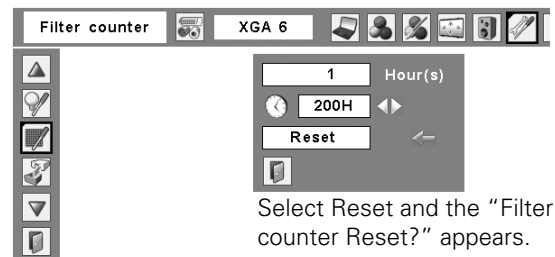 Filter counter
XGA 6
1 Hour(s)
200H
Reset
Select Reset and the “Filter
counter Reset?” appears.